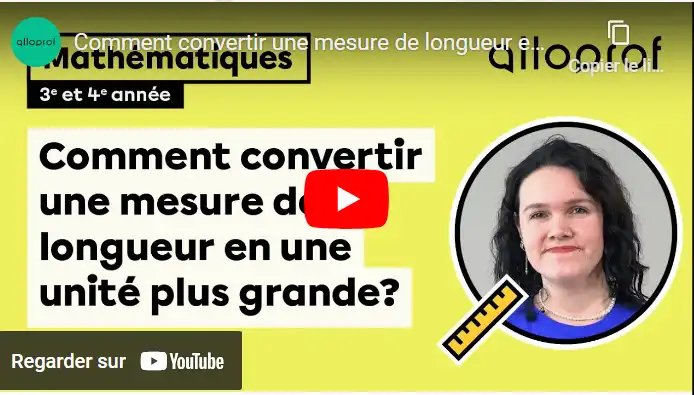 alloprof
Comment convertir une mesure de longueur e...
Copier le li...
alloprof
Mathématiques
3e et 4e année
Comment convertir
une mesure de
longueur en une
unité plus grande?
Regarder sur YouTube